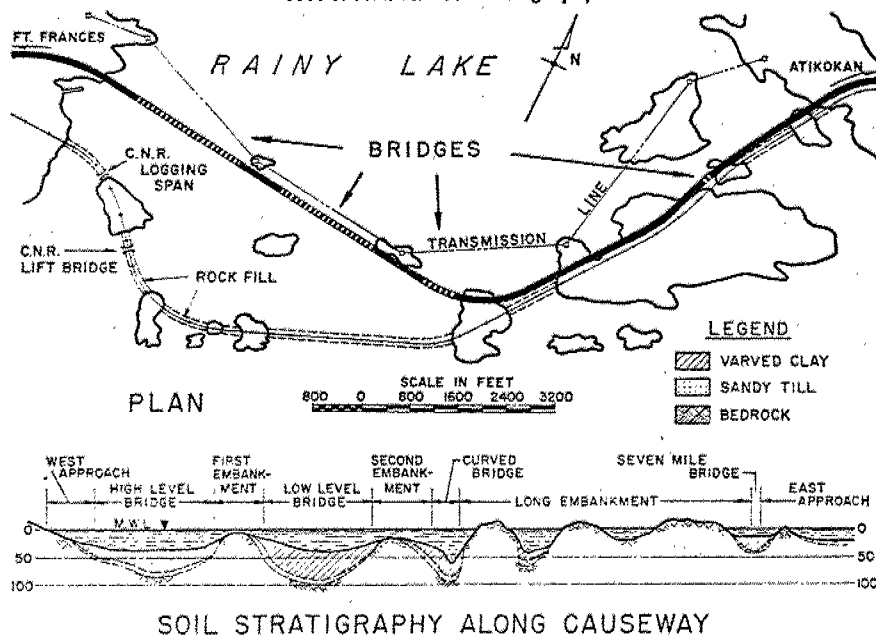 FT. FRANCES
RAINY LAKE
N
ATIKOKAN
C.N.R.
LOGGING
SPAN
BRIDGES
LINE
TRANSMISSION
C.N.R.
LIFT BRIDGE
ROCK FILL
LEGEND
VARVED CLAY
SANDY TILL
BEDROCK
PLAN
SCALE IN FEET
800 0 800 1600 2400 3200
WEST
APPROACH
HIGH LEVEL
BRIDGE
FIRST
EMBANK-
MENT
LOW LEVEL
BRIDGE
SECOND
EMBANK-
MENT
CURVED
BRIDGE
LONG EMBANKMENT
SEVEN MILE
BRIDGE
EAST
APPROACH
M.W.L.
0
50
100
0
50
100
SOIL STRATIGRAPHY ALONG CAUSEWAY